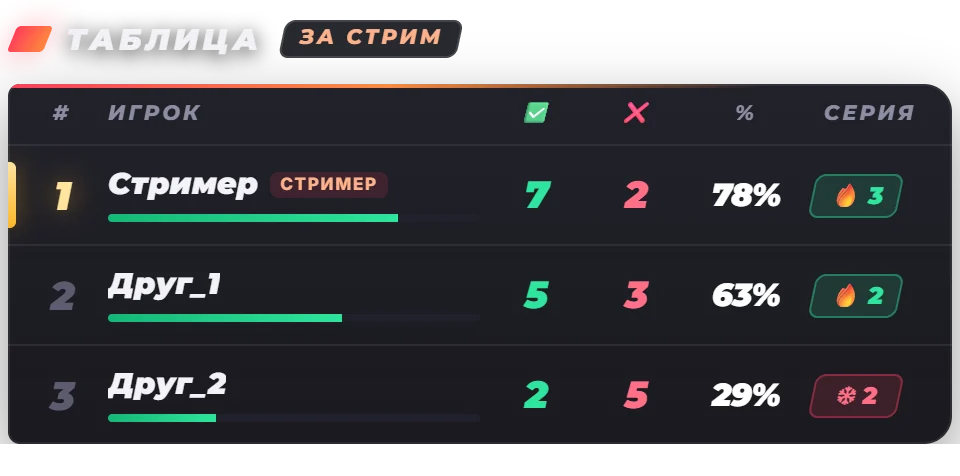 ТАБЛИЦА ЗА СТРИМ
# ИГРОК ✅ ❌ % СЕРИЯ
1 Стример СТРИМЕР 7 2 78% 🔥 3
2 Друг_1 5 3 63% 🔥 2
3 Друг_2 2 5 29% ❄ 2